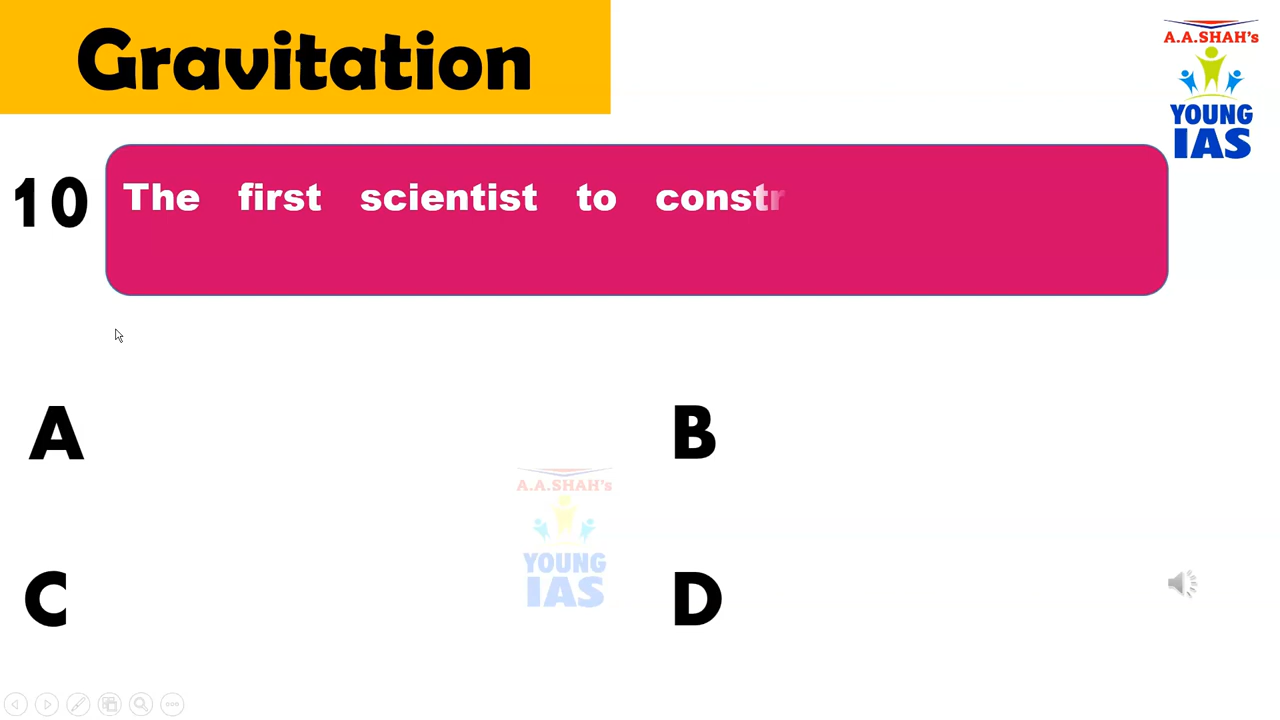 Gravitation
A.A.SHAH's
YOUNG
IAS
10
The first scientist to constr
A
B
A.A.SHAH's
YOUNG
IAS
C
D